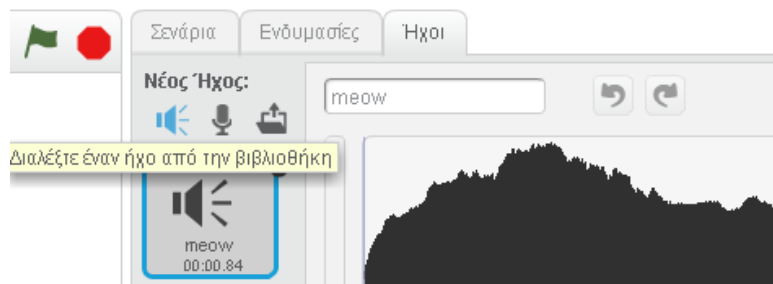 Σενάρια Ενδυμασίες Ήχοι
Νέος Ήχος:
meow
Διαλέξτε έναν ήχο από την βιβλιοθήκη
meow
00:00.84